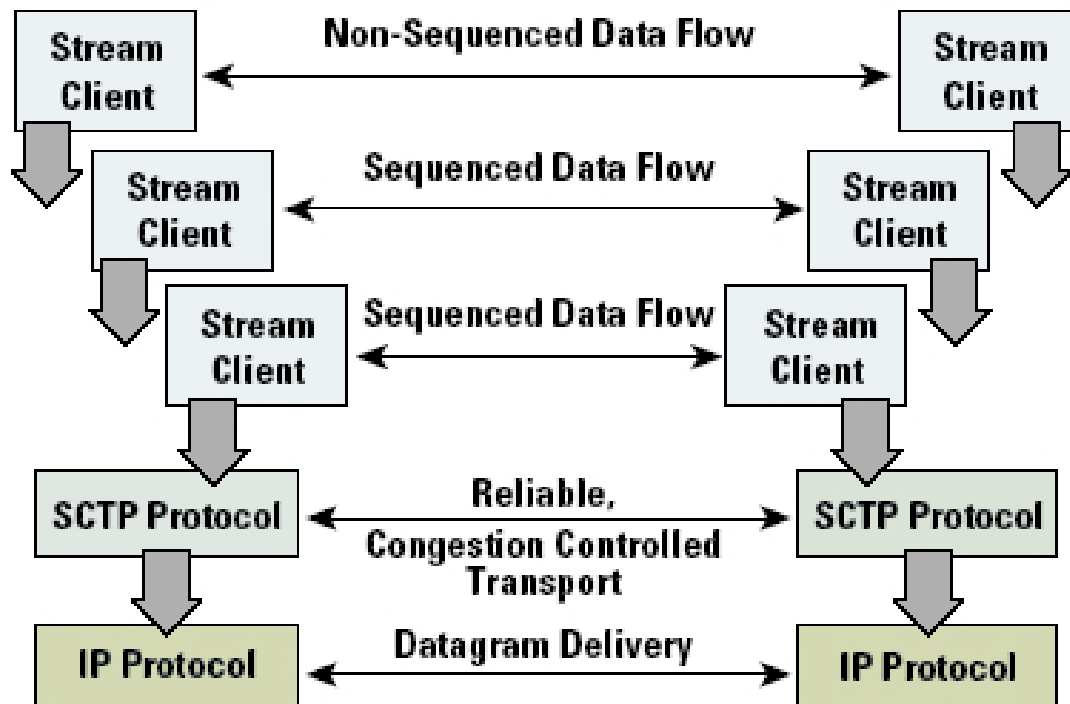 Stream
Client
Non-Sequenced Data Flow
Stream
Client
Stream
Client
Sequenced Data Flow
Stream
Client
Stream
Client
Sequenced Data Flow
Stream
Client
SCTP Protocol
Reliable,
Congestion Controlled
Transport
SCTP Protocol
IP Protocol
Datagram Delivery
IP Protocol